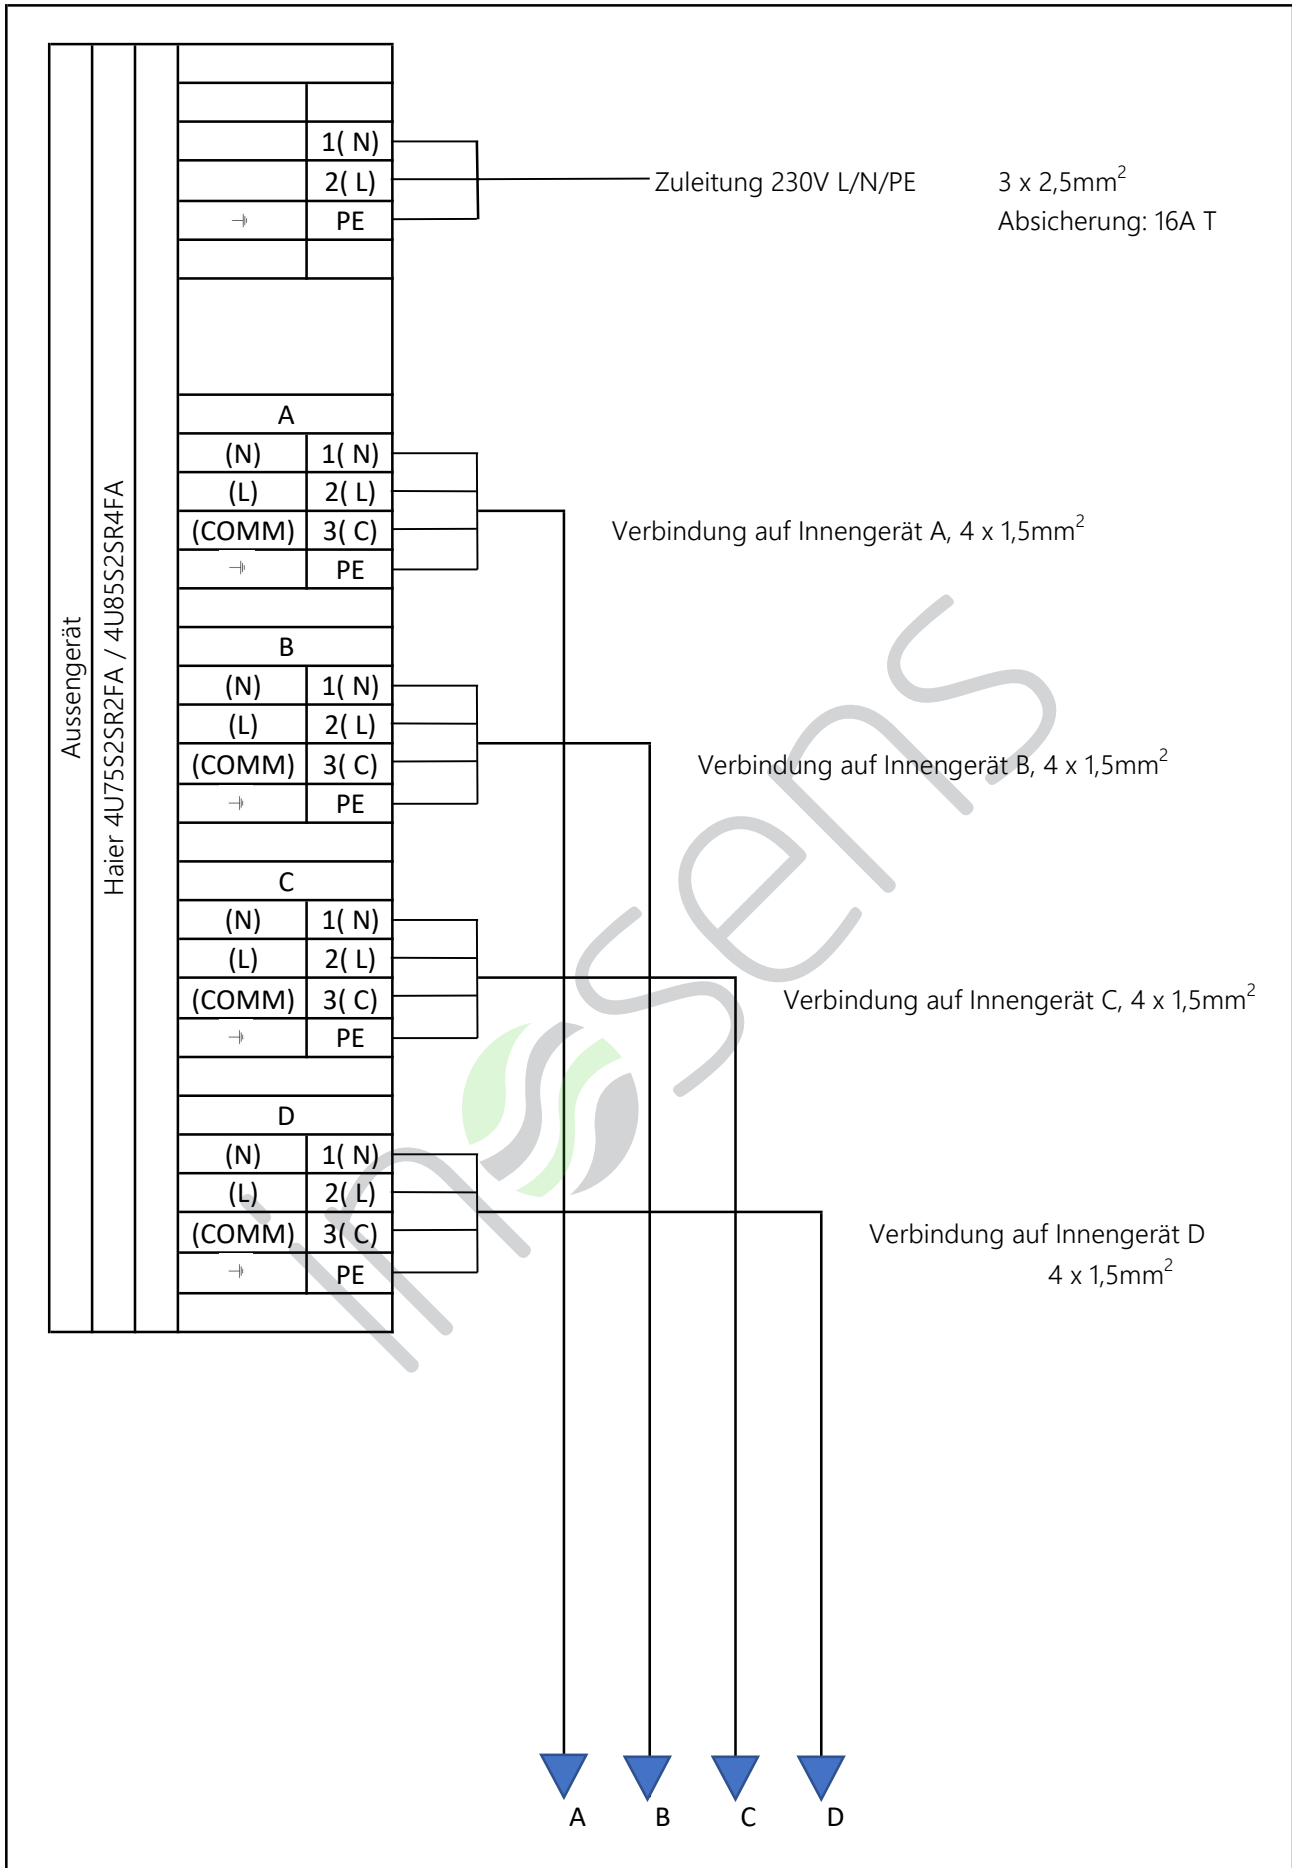 Aussengerät
Haier 4U75S2SR2FA / 4U85S2SR4FA
1( N)
2( L) Zuleitung 230V L/N/PE 3 x 2,5mm²
PE Absicherung: 16A T
A
(N) 1( N)
(L) 2( L)
(COMM) 3( C) Verbindung auf Innengerät A, 4 x 1,5mm²
PE
B
(N) 1( N)
(L) 2( L)
(COMM) 3( C) Verbindung auf Innengerät B, 4 x 1,5mm²
PE
C
(N) 1( N)
(L) 2( L)
(COMM) 3( C) Verbindung auf Innengerät C, 4 x 1,5mm²
PE
D
(N) 1( N)
(L) 2( L)
(COMM) 3( C) Verbindung auf Innengerät D
PE 4 x 1,5mm²
inosens
A B C D